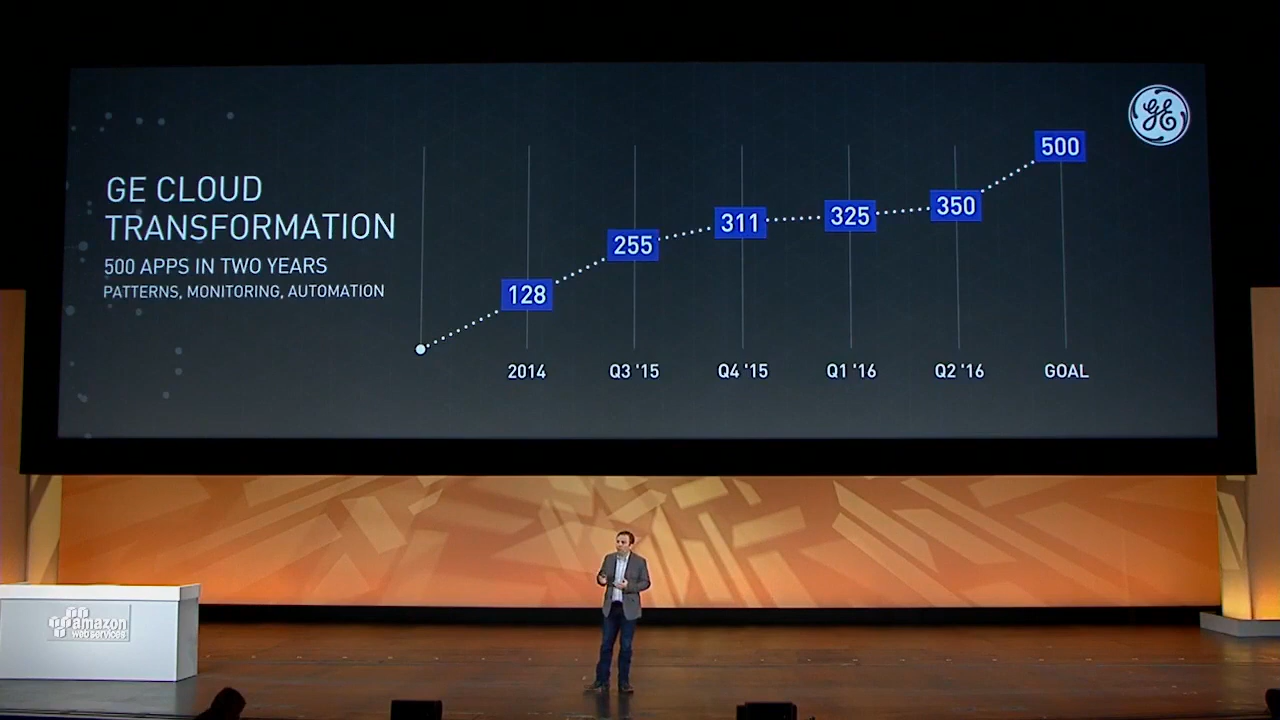 GE
GE CLOUD
TRANSFORMATION
500 APPS IN TWO YEARS
PATTERNS, MONITORING, AUTOMATION
128
255
311
325
350
500
2014
Q3 '15
Q4 '15
Q1 '16
Q2 '16
GOAL
amazon
web services